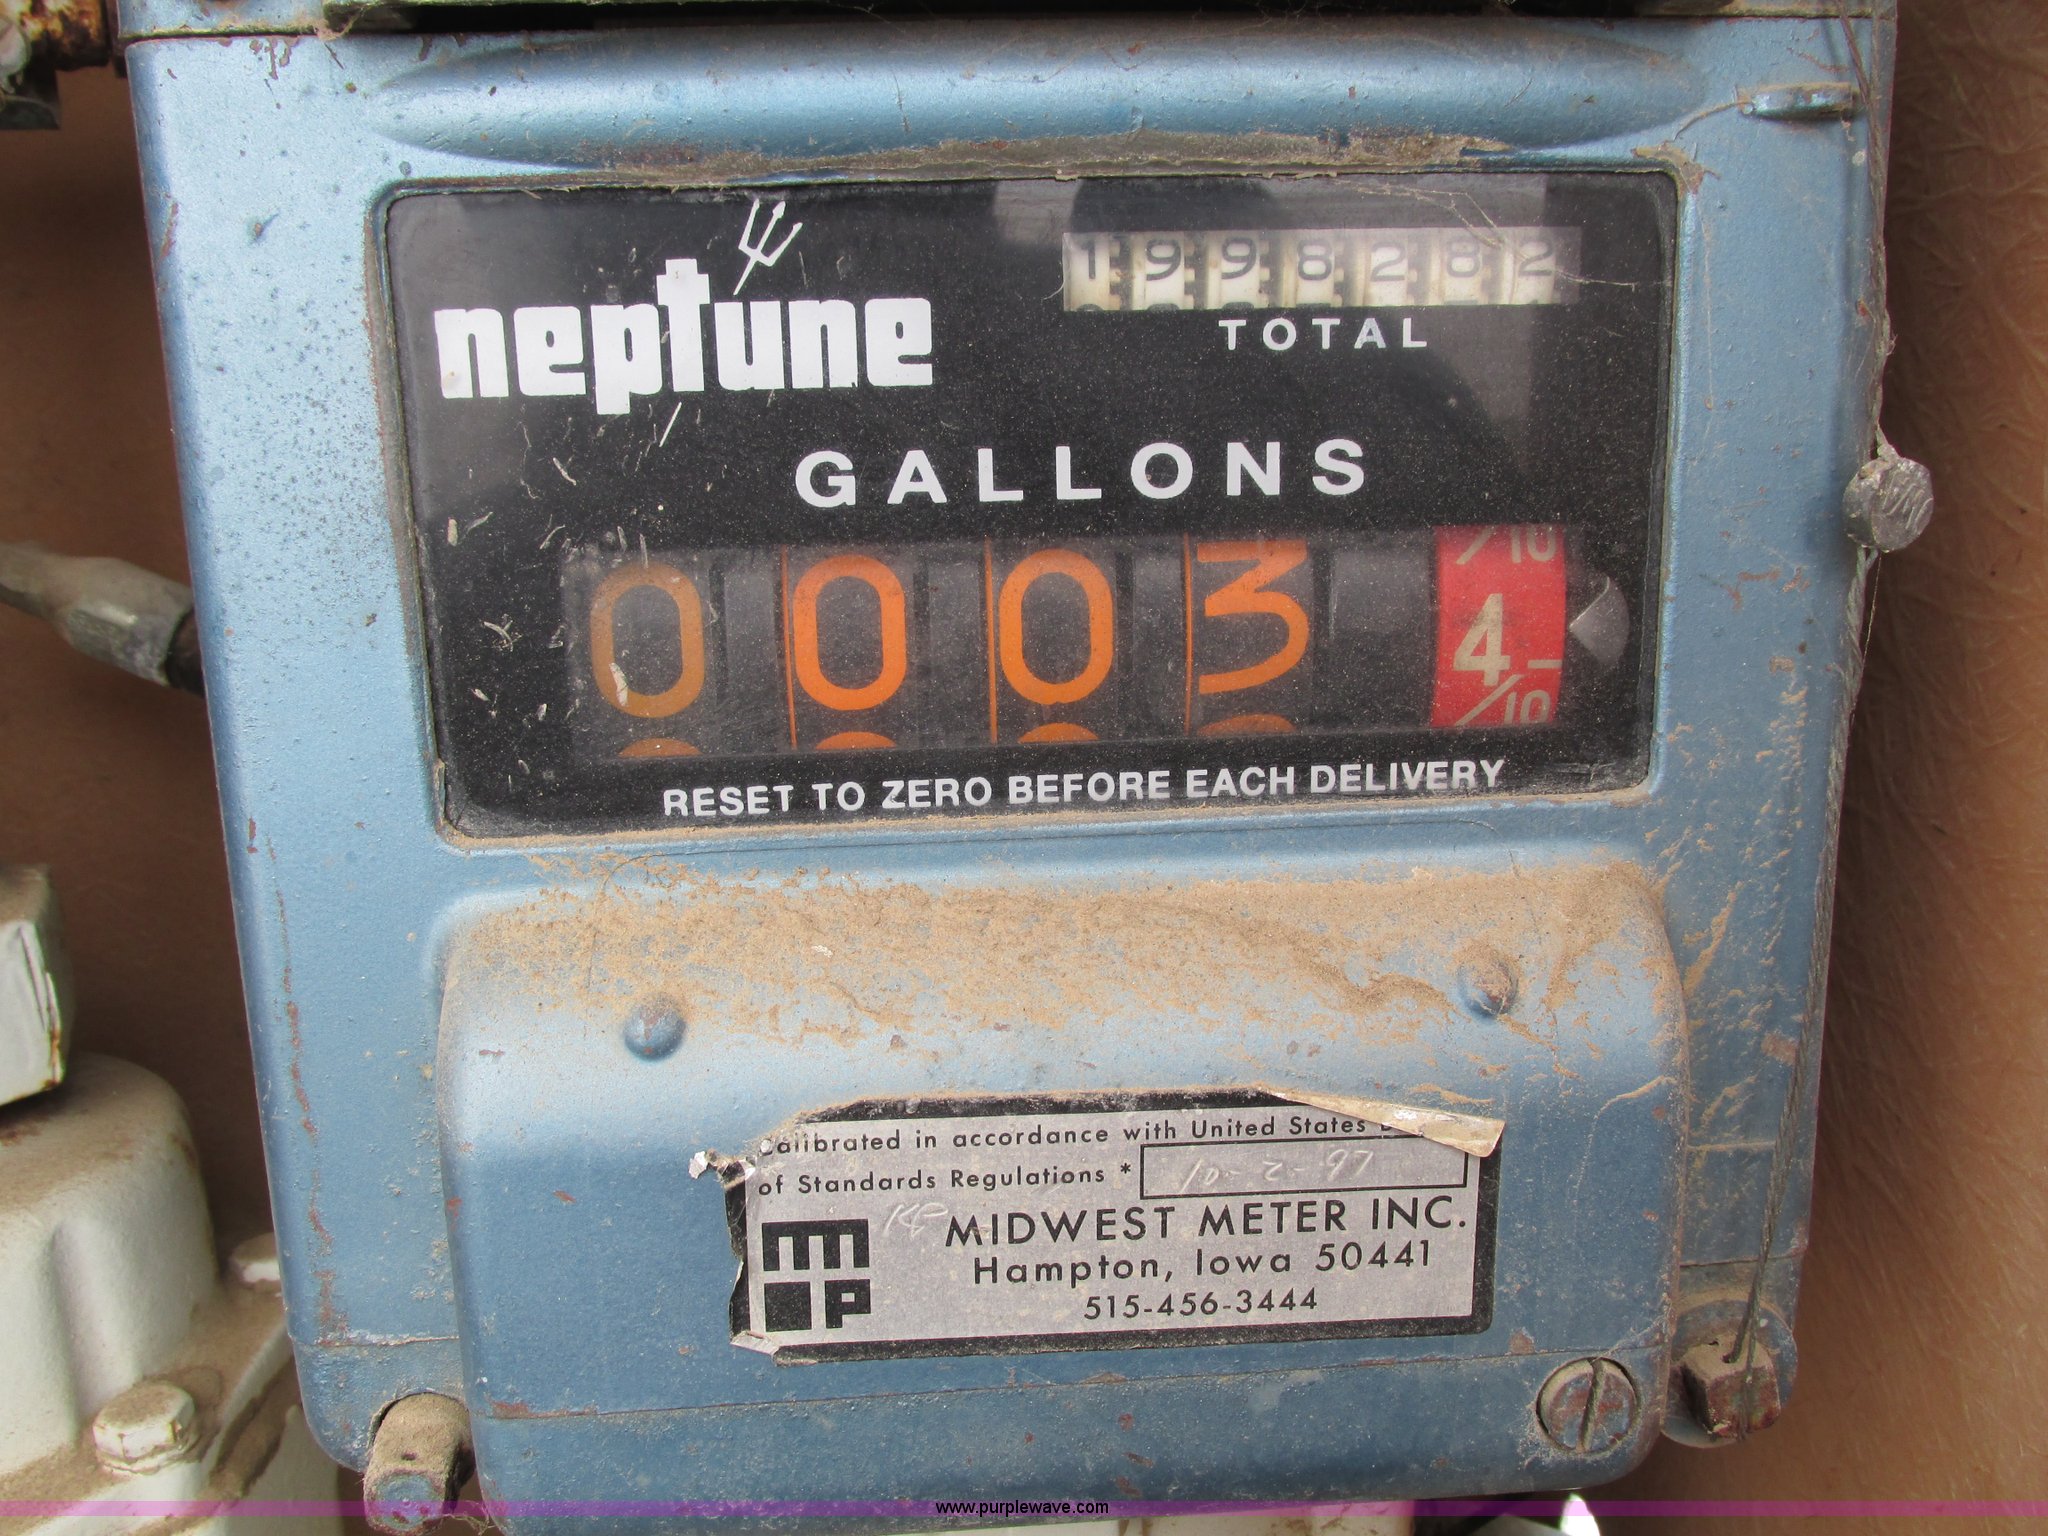 neptune
1998282
TOTAL
GALLONS
0003 4/10
/10
RESET TO ZERO BEFORE EACH DELIVERY
Calibrated in accordance with United States
of Standards Regulations * 10-2-97
MIDWEST METER INC.
Hampton, Iowa 50441
515-456-3444
www.purplewave.com